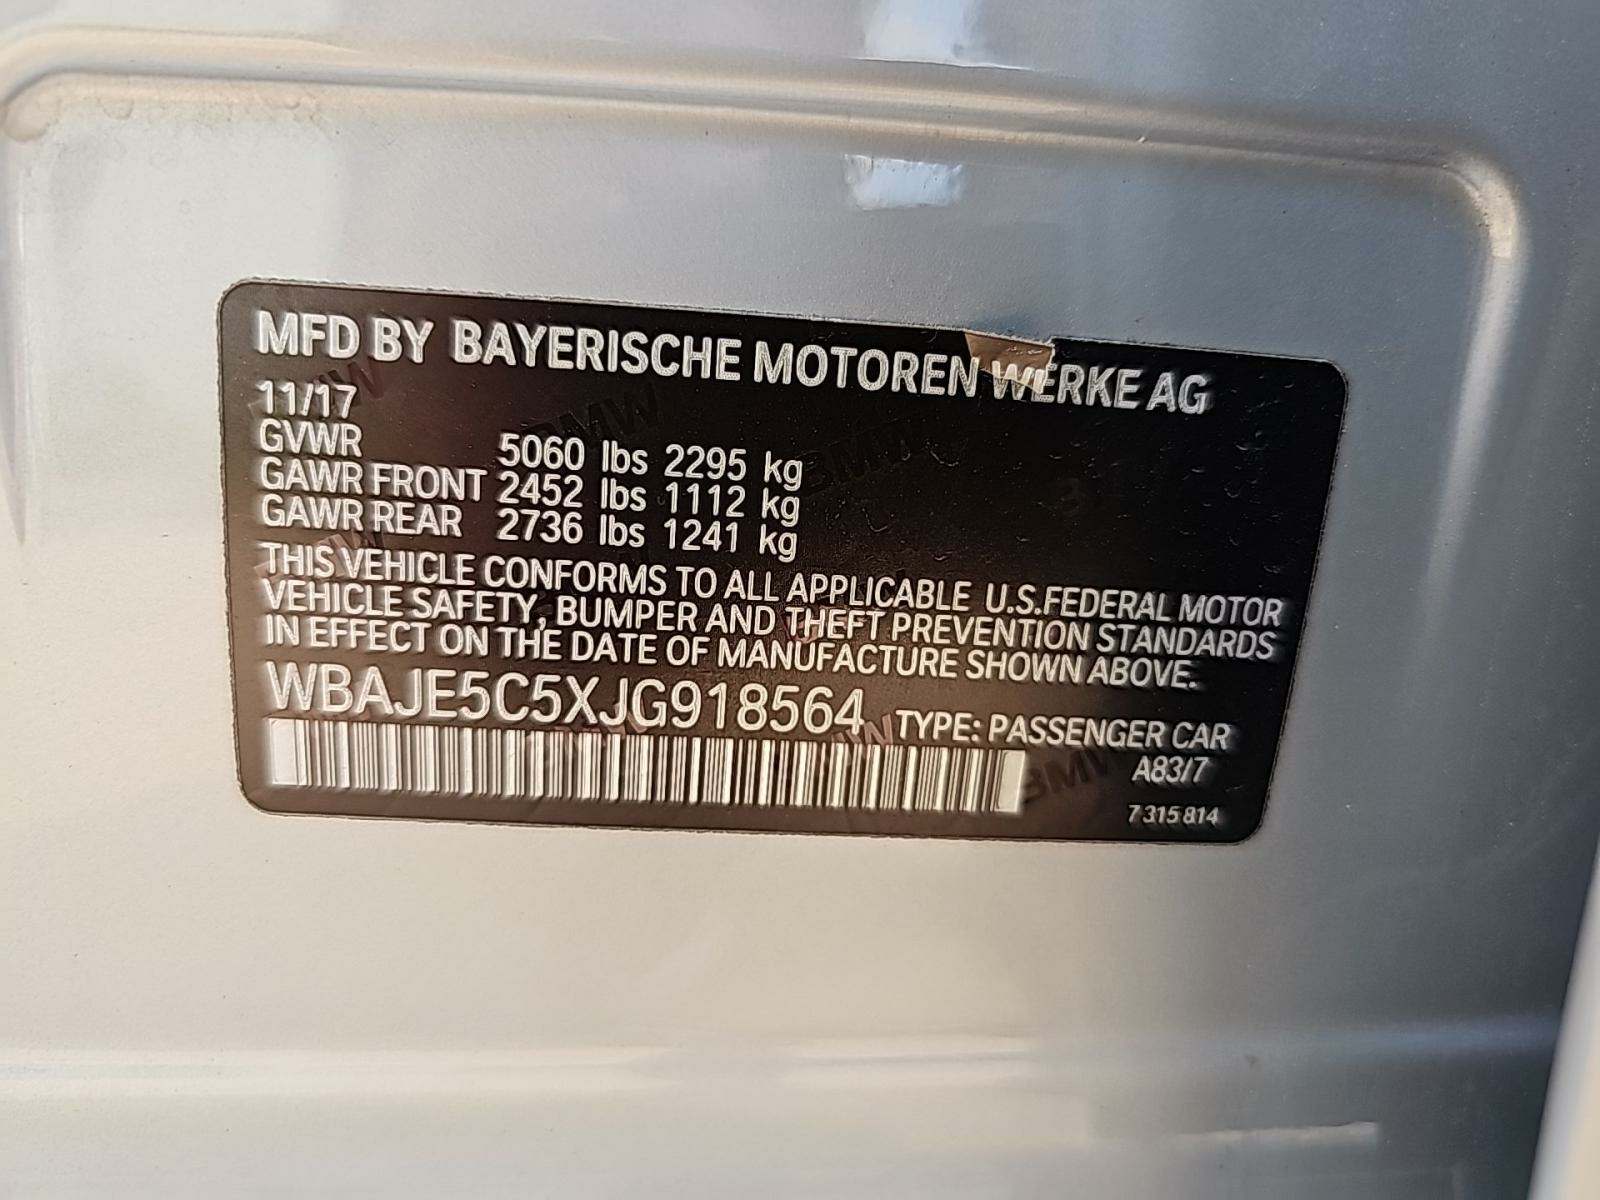 MFD BY BAYERISCHE MOTOREN WERKE AG
11/17
GVWR 5060 lbs 2295 kg
GAWR FRONT 2452 lbs 1112 kg
GAWR REAR 2736 lbs 1241 kg
THIS VEHICLE CONFORMS TO ALL APPLICABLE U.S.FEDERAL MOTOR
VEHICLE SAFETY, BUMPER AND THEFT PREVENTION STANDARDS
IN EFFECT ON THE DATE OF MANUFACTURE SHOWN ABOVE.
WBAJE5C5XJG918564 TYPE: PASSENGER CAR
A83/7
7 315 814